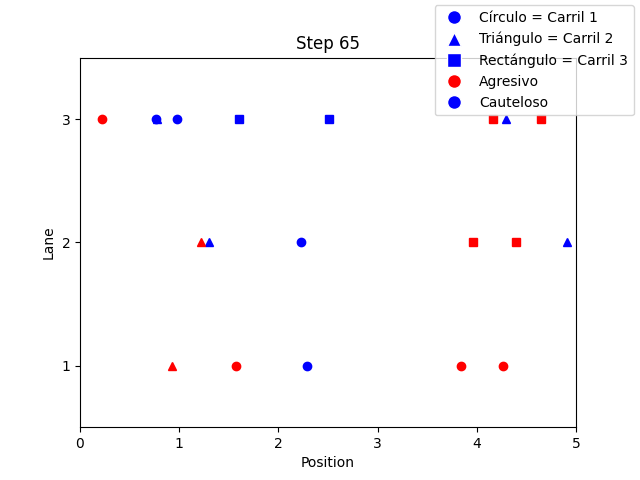 Step 65
Círculo = Carril 1
Triángulo = Carril 2
Rectángulo = Carril 3
Agresivo
Cauteloso
Lane
3
2
1
0 1 2 3 4 5
Position